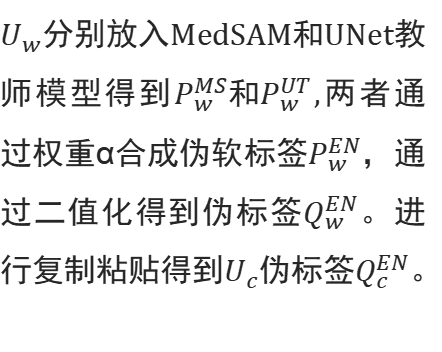 U_w分别放入MedSAM和UNet教
师模型得到P_w^{MS}和P_w^{UT},两者通
过权重α合成伪软标签P_w^{EN}，通
过二值化得到伪标签Q_w^{EN}。进
行复制粘贴得到U_c伪标签Q_c^{EN}。